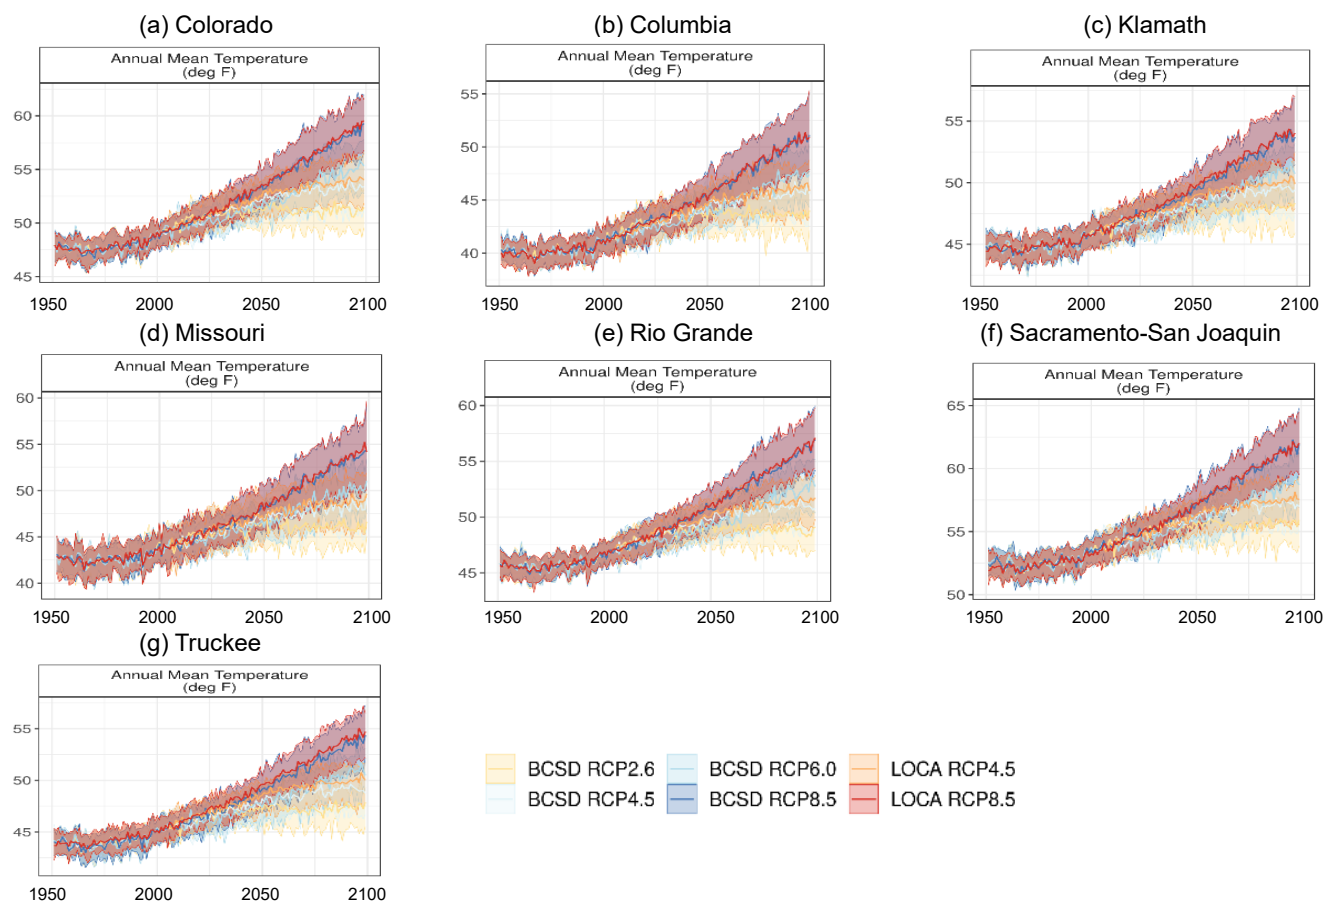 (a) Colorado
(b) Columbia
(c) Klamath
Annual Mean Temperature
(deg F)
60
55
50
45
1950 2000 2050 2100
Annual Mean Temperature
(deg F)
55
50
45
40
1950 2000 2050 2100
Annual Mean Temperature
(deg F)
55
50
45
1950 2000 2050 2100
(d) Missouri
(e) Rio Grande
(f) Sacramento-San Joaquin
Annual Mean Temperature
(deg F)
60
55
50
45
40
1950 2000 2050 2100
Annual Mean Temperature
(deg F)
60
55
50
45
1950 2000 2050 2100
Annual Mean Temperature
(deg F)
65
60
55
50
1950 2000 2050 2100
(g) Truckee
Annual Mean Temperature
(deg F)
55
50
45
1950 2000 2050 2100
BCSD RCP2.6 BCSD RCP6.0 LOCA RCP4.5
BCSD RCP4.5 BCSD RCP8.5 LOCA RCP8.5